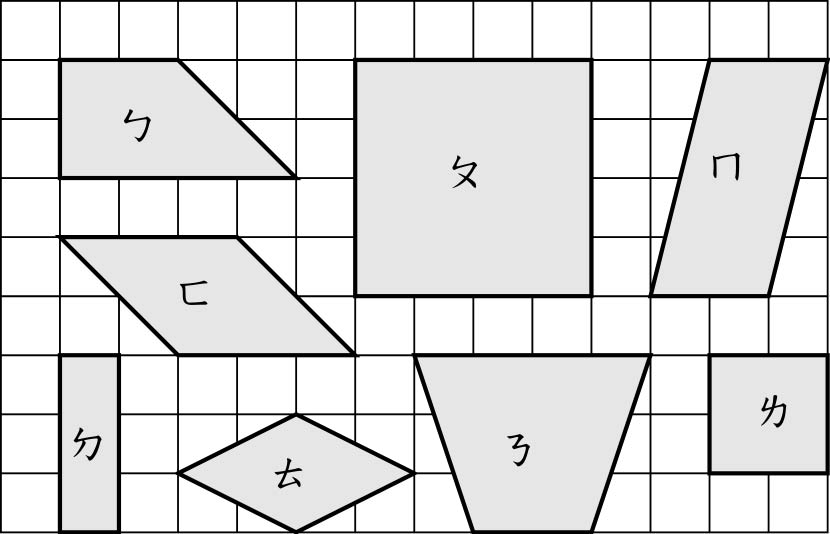 ㄅ
ㄆ
ㄇ
ㄈ
ㄉ
ㄊ
ㄋ
ㄌ